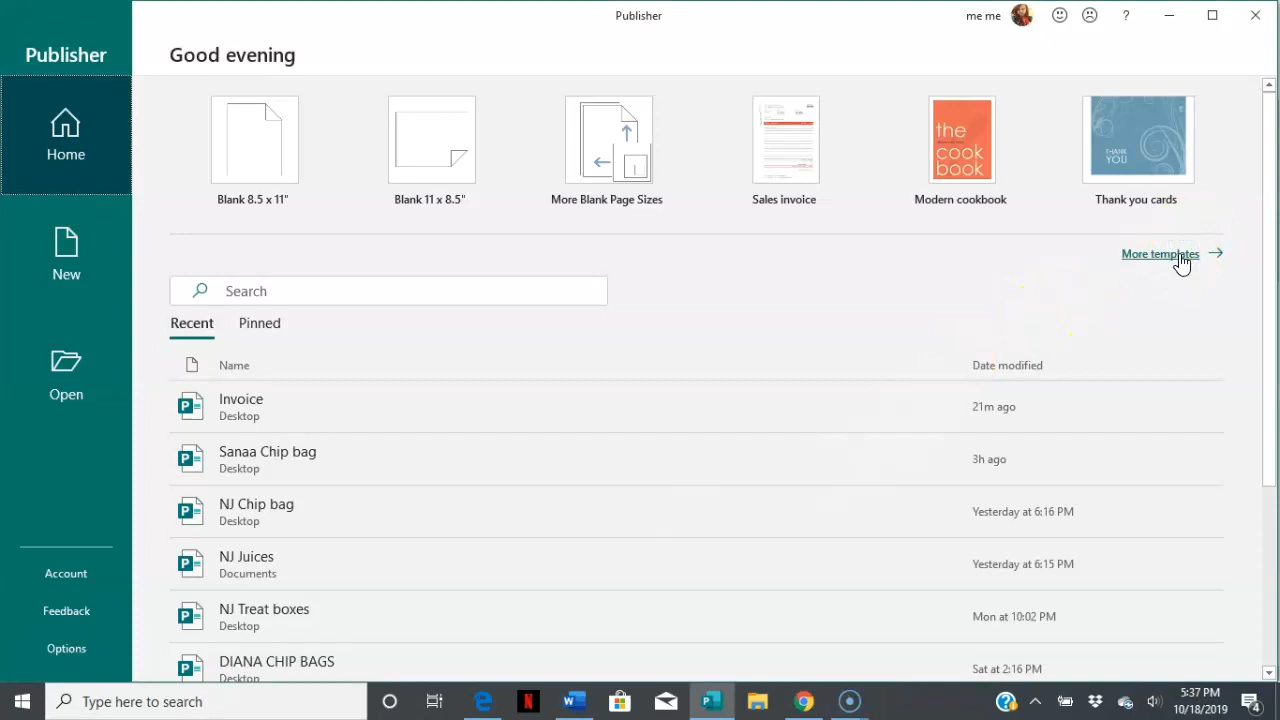 Publisher
me me
?
Publisher
Good evening
Home
New
Open
Account
Feedback
Options
the
cook
book
THANK
YOU
Blank 8.5 x 11"
Blank 11 x 8.5"
More Blank Page Sizes
Sales invoice
Modern cookbook
Thank you cards
More templates
Search
Recent
Pinned
Name
Date modified
Invoice
Desktop
21m ago
Sanaa Chip bag
Desktop
3h ago
NJ Chip bag
Desktop
Yesterday at 6:16 PM
NJ Juices
Documents
Yesterday at 6:15 PM
NJ Treat boxes
Desktop
Mon at 10:02 PM
DIANA CHIP BAGS
Desktop
Sat at 2:16 PM
Type here to search
5:37 PM
10/18/2019
4